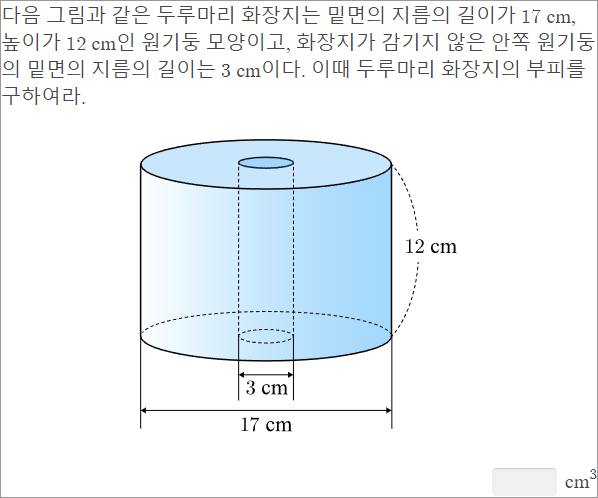 다음 그림과 같은 두루마리 화장지는 밑면의 지름의 길이가 17 cm,
높이가 12 cm인 원기둥 모양이고, 화장지가 감기지 않은 안쪽 원기둥
의 밑면의 지름의 길이는 3 cm이다. 이때 두루마리 화장지의 부피를
구하여라.
12 cm
3 cm
17 cm
cm³